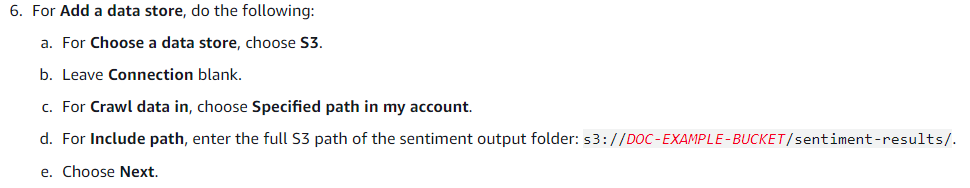 6. For Add a data store, do the following:
a. For Choose a data store, choose S3.
b. Leave Connection blank.
c. For Crawl data in, choose Specified path in my account.
d. For Include path, enter the full S3 path of the sentiment output folder: s3://DOC-EXAMPLE-BUCKET/sentiment-results/.
e. Choose Next.